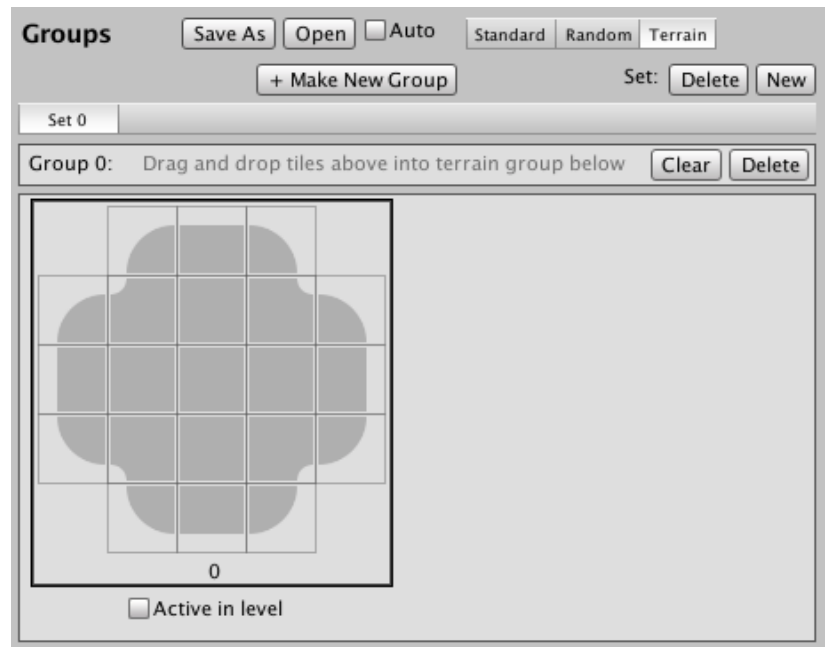 Groups Save As Open Auto Standard Random Terrain
+ Make New Group Set: Delete New
Set 0
Group 0: Drag and drop tiles above into terrain group below Clear Delete
0
Active in level